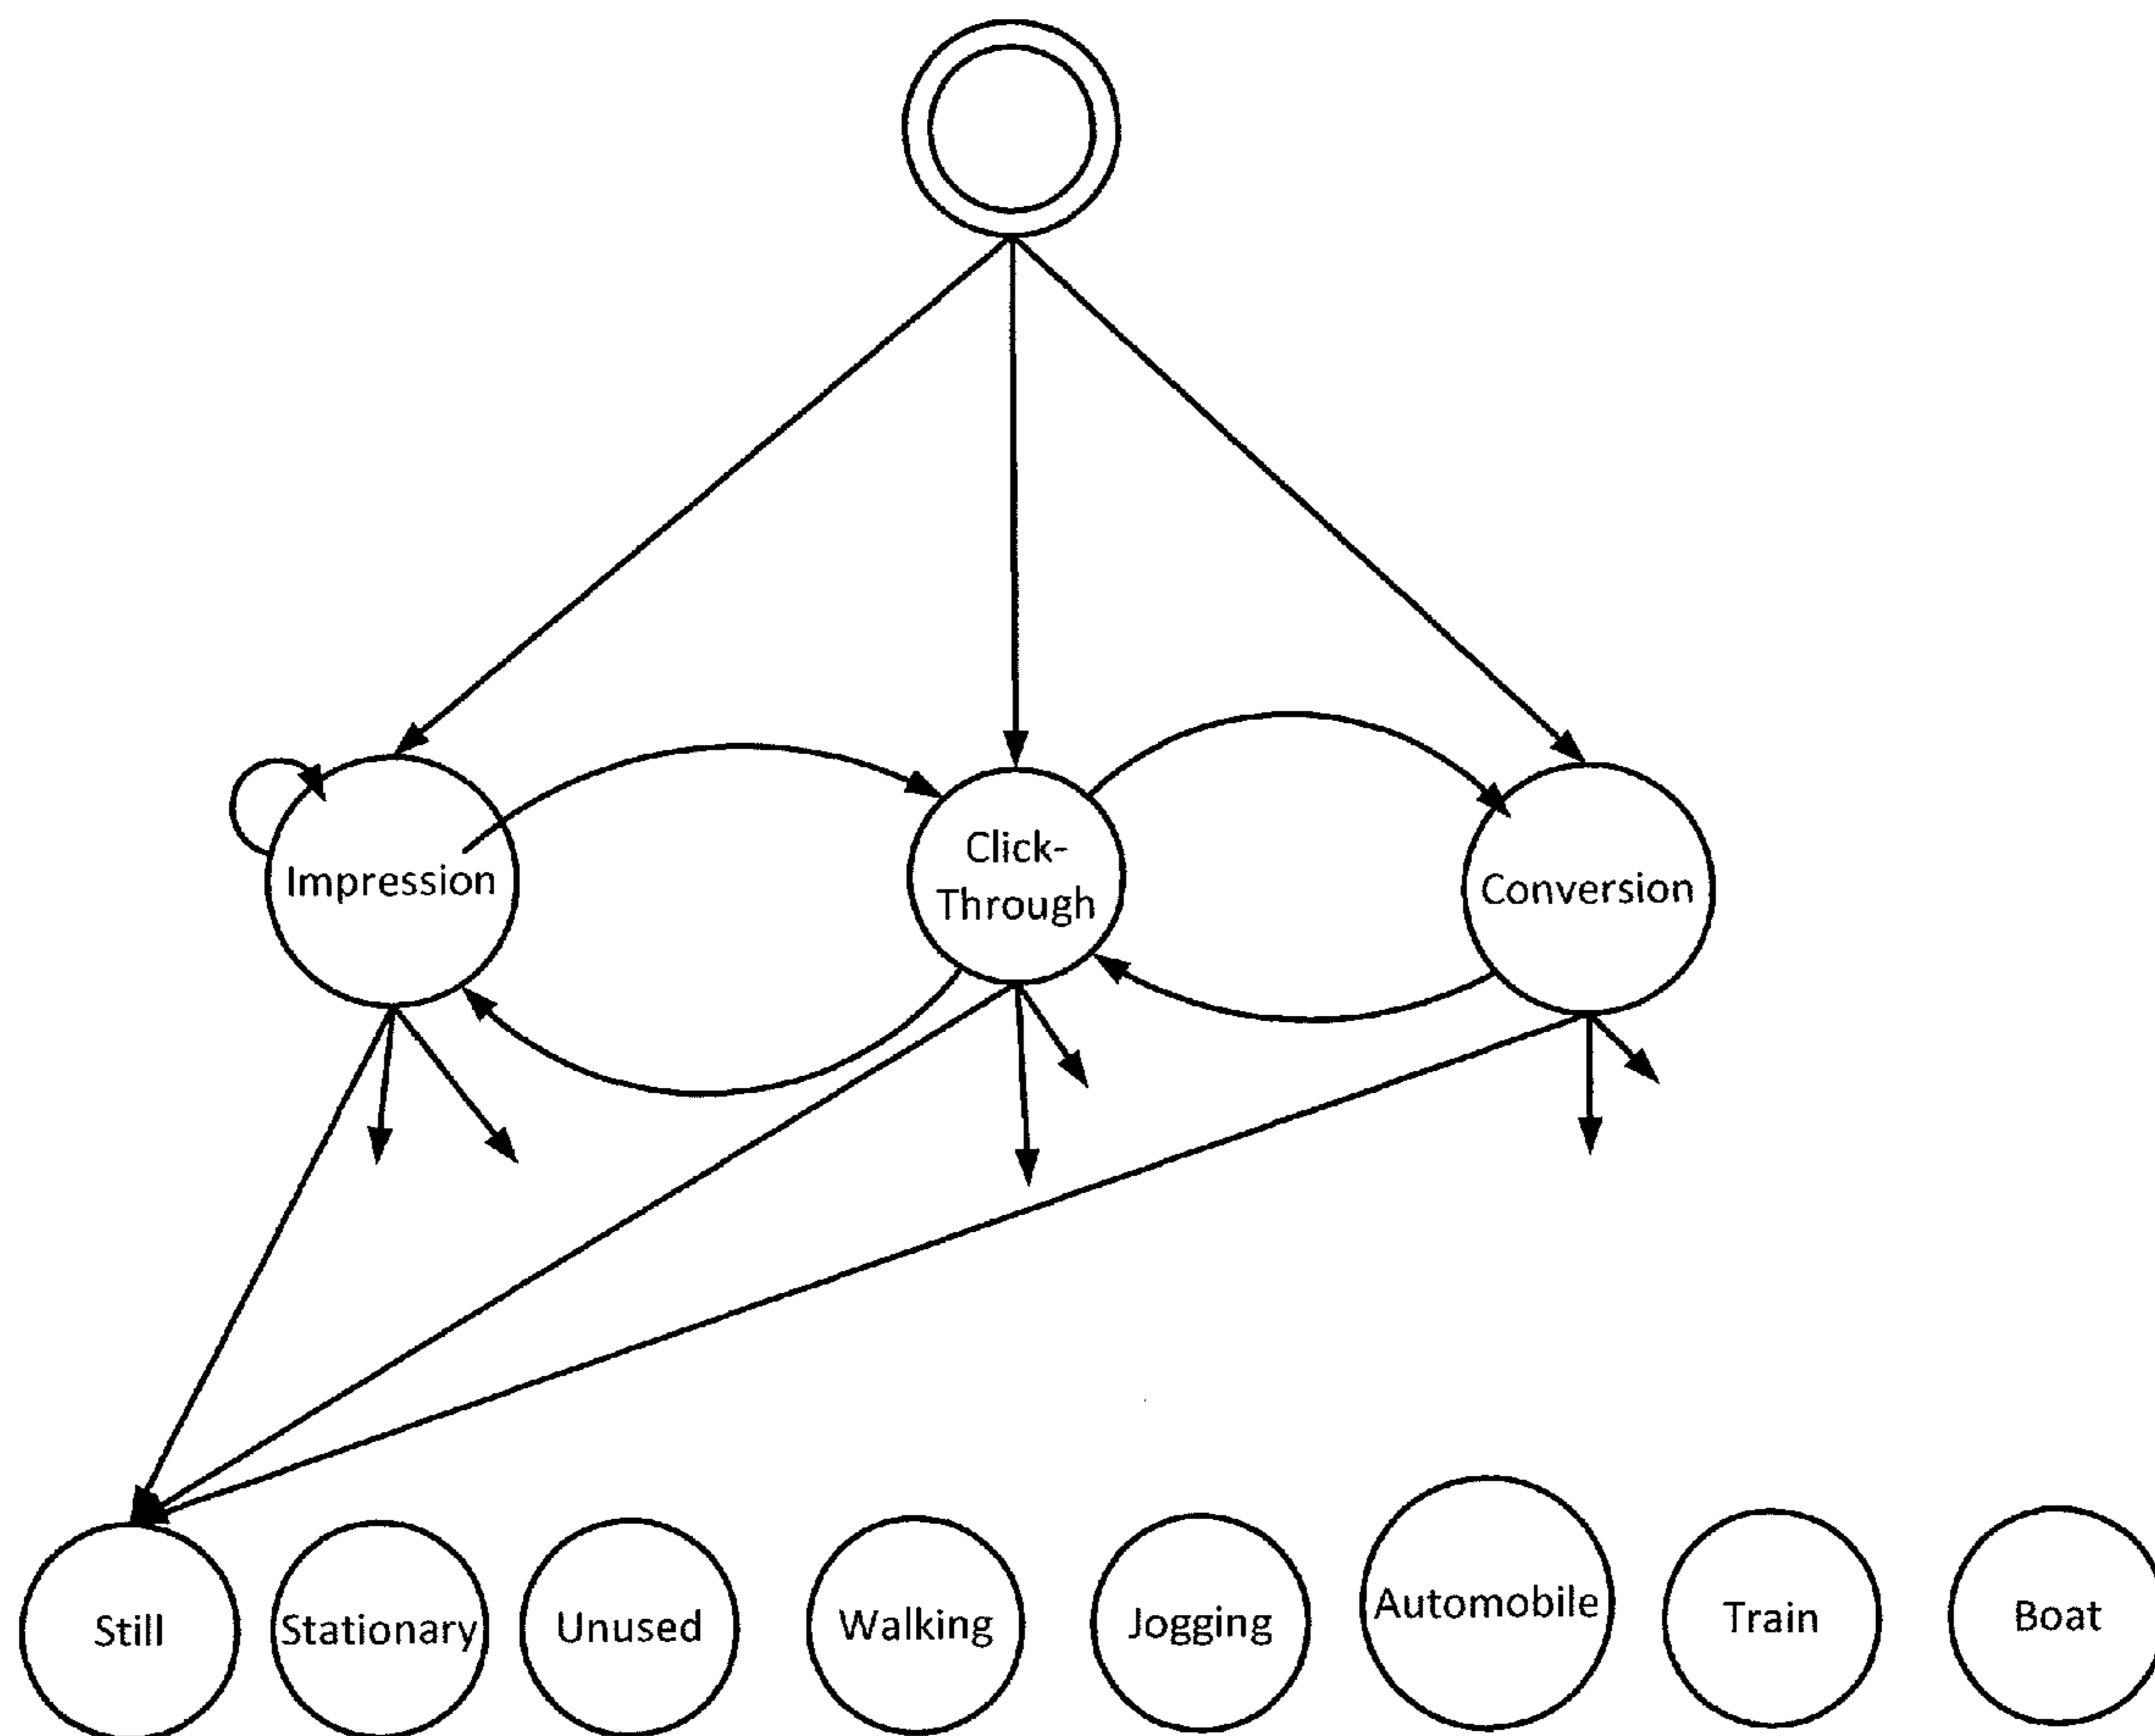 Impression
Click-
Through
Conversion
Still
Stationary
Unused
Walking
Jogging
Automobile
Train
Boat